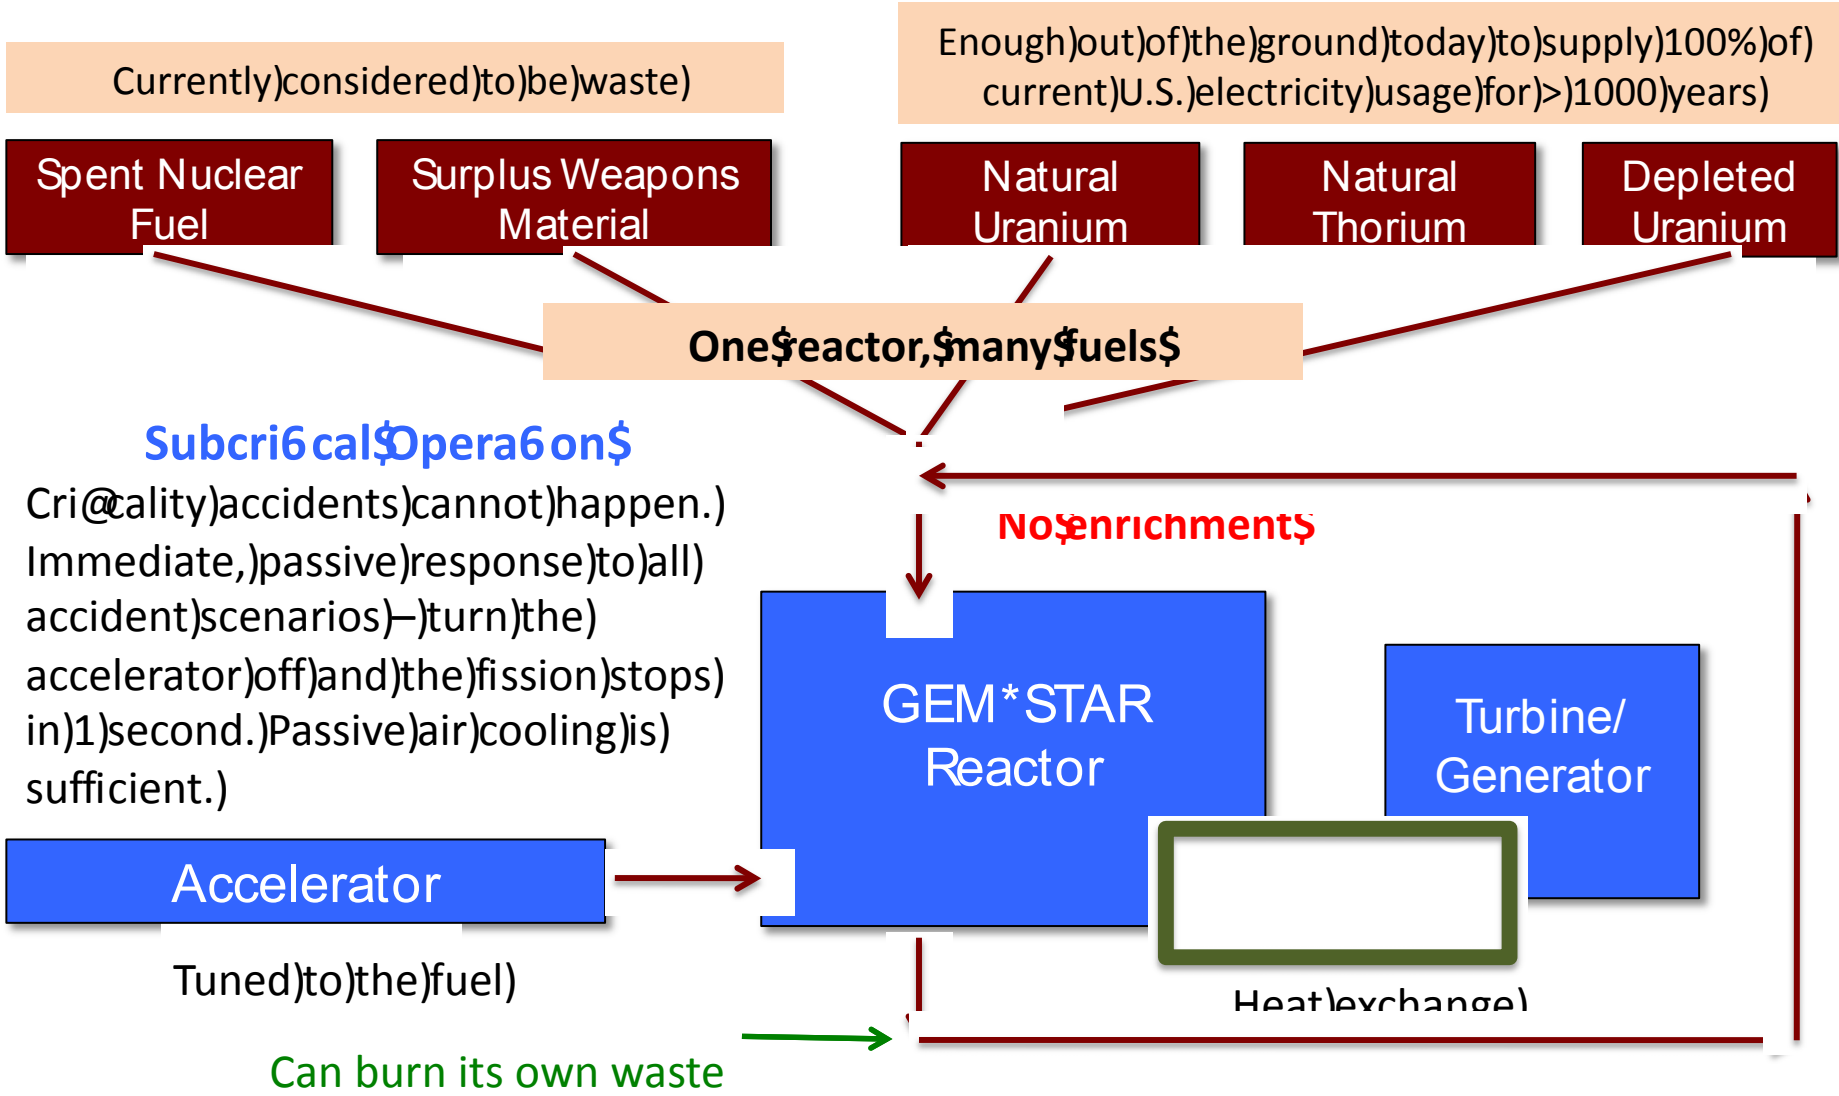 Currently)considered)to)be)waste)
Enough)out)of)the)ground)today)to)supply)100%)of)
current)U.S.)electricity)usage)for)>)1000)years)
Spent Nuclear
Fuel
Surplus Weapons
Material
Natural
Uranium
Natural
Thorium
Depleted
Uranium
One$reactor,$many$fuels$
Subcri6cal$Opera6on$
Cri@cality)accidents)cannot)happen.)
Immediate,)passive)response)to)all)
accident)scenarios)–)turn)the)
accelerator)off)and)the)fission)stops)
in)1)second.)Passive)air)cooling)is)
sufficient.)
No$enrichment$
GEM*STAR
Reactor
Turbine/
Generator
Accelerator
Tuned)to)the)fuel)
Heat)exchange)
Can burn its own waste